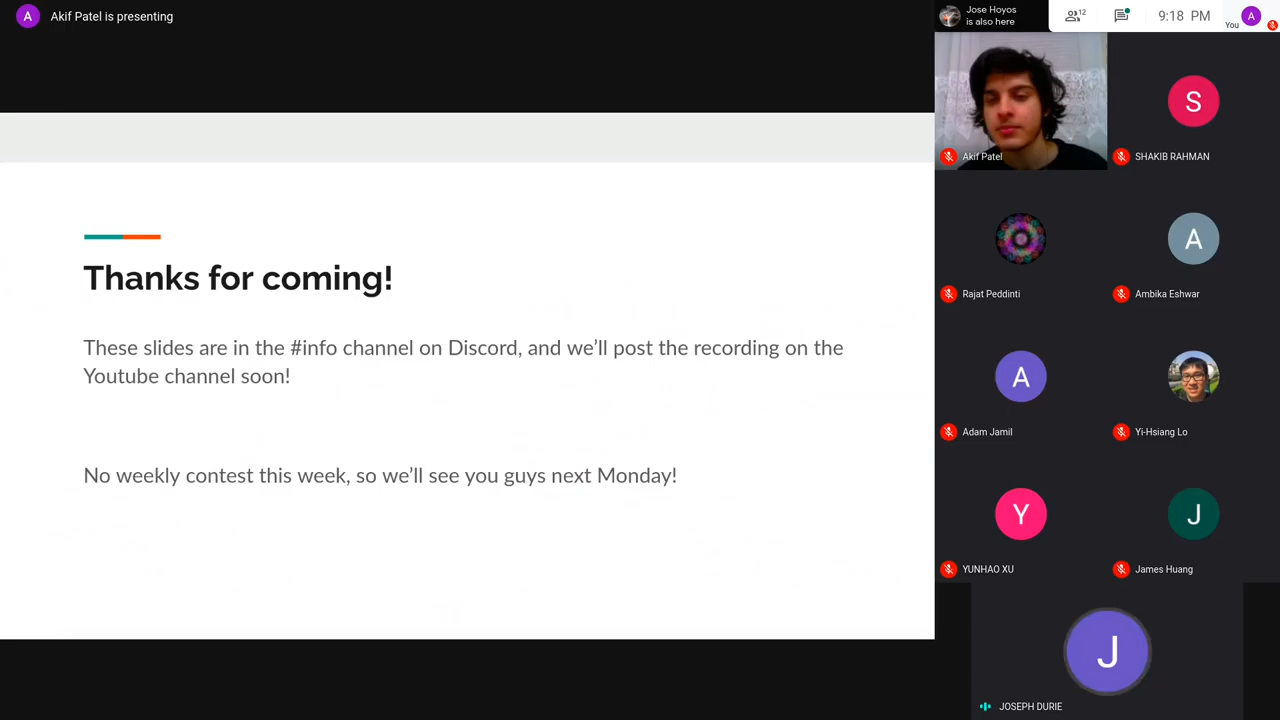 A
Akif Patel is presenting
Jose Hoyos
is also here
12
9:18 PM
You
A
Thanks for coming!
These slides are in the #info channel on Discord, and we’ll post the recording on the
Youtube channel soon!
No weekly contest this week, so we’ll see you guys next Monday!
Akif Patel
S
SHAKIB RAHMAN
Rajat Peddinti
A
Ambika Eshwar
A
Adam Jamil
Yi-Hsiang Lo
Y
YUNHAO XU
J
James Huang
J
JOSEPH DURIE